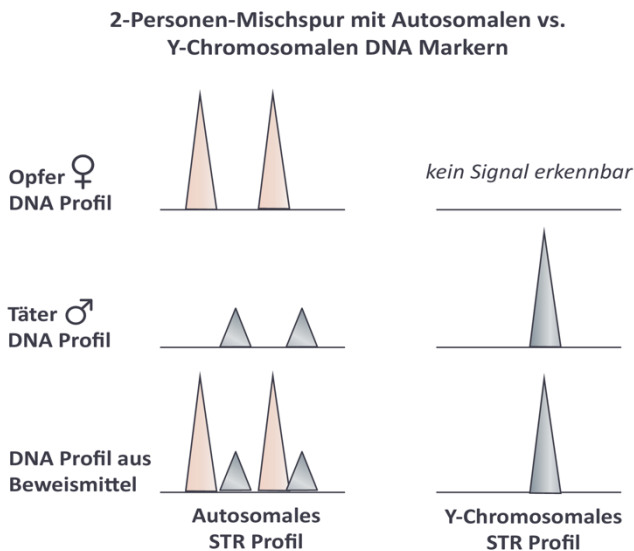 2-Personen-Mischspur mit Autosomalen vs.
Y-Chromosomalen DNA Markern
Opfer ♀
DNA Profil
kein Signal erkennbar
Täter ♂
DNA Profil
DNA Profil aus
Beweismittel
Autosomales
STR Profil
Y-Chromosomales
STR Profil